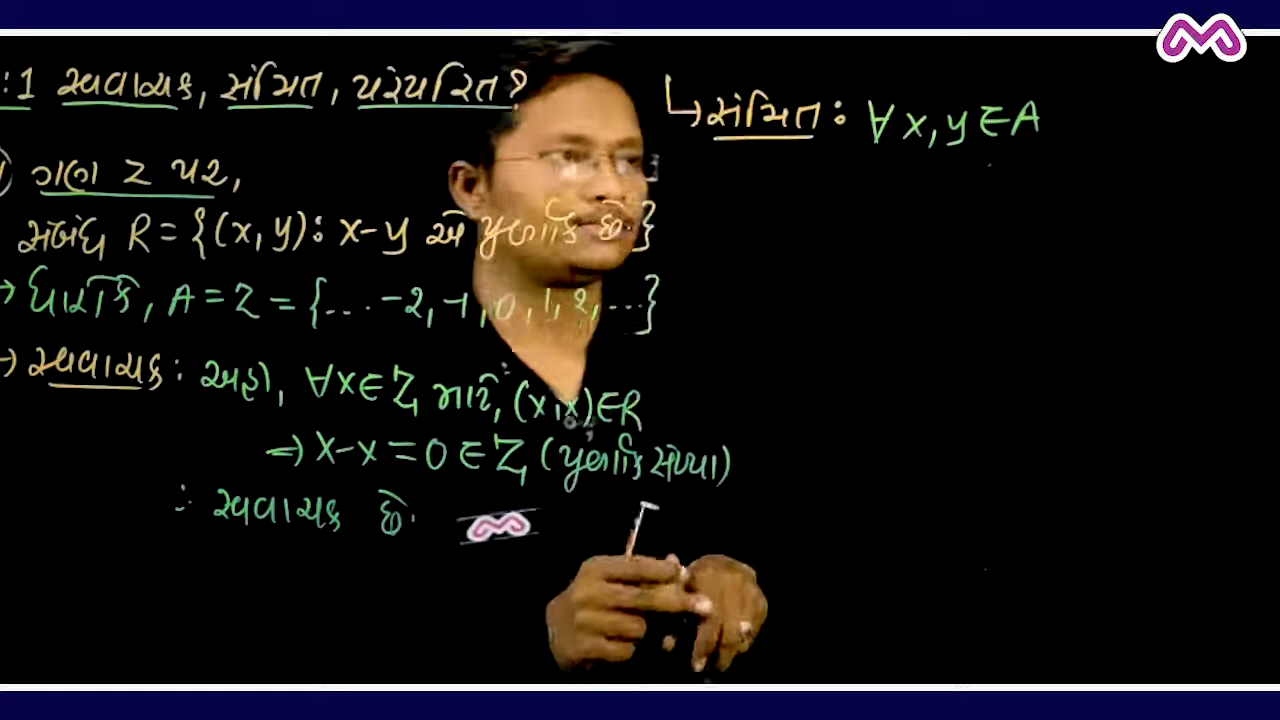 :1 સ્વવાચક, સંમિત, પરંપરિત?
ગણ Z પર,
સંબંધ R = {(x, y): x-y એ પૂર્ણાંક છે.}
→ ધારોકે, A = Z = {... -2, -1, 0, 1, 2, ...}
→ સ્વવાચક: અહીં, ∀x∈Z માટે, (x, x)∈R
⇒ x-x = 0 ∈ Z (પૂર્ણાંક સંખ્યા)
∴ સ્વવાચક છે.
↳ સંમિત: ∀ x, y ∈ A